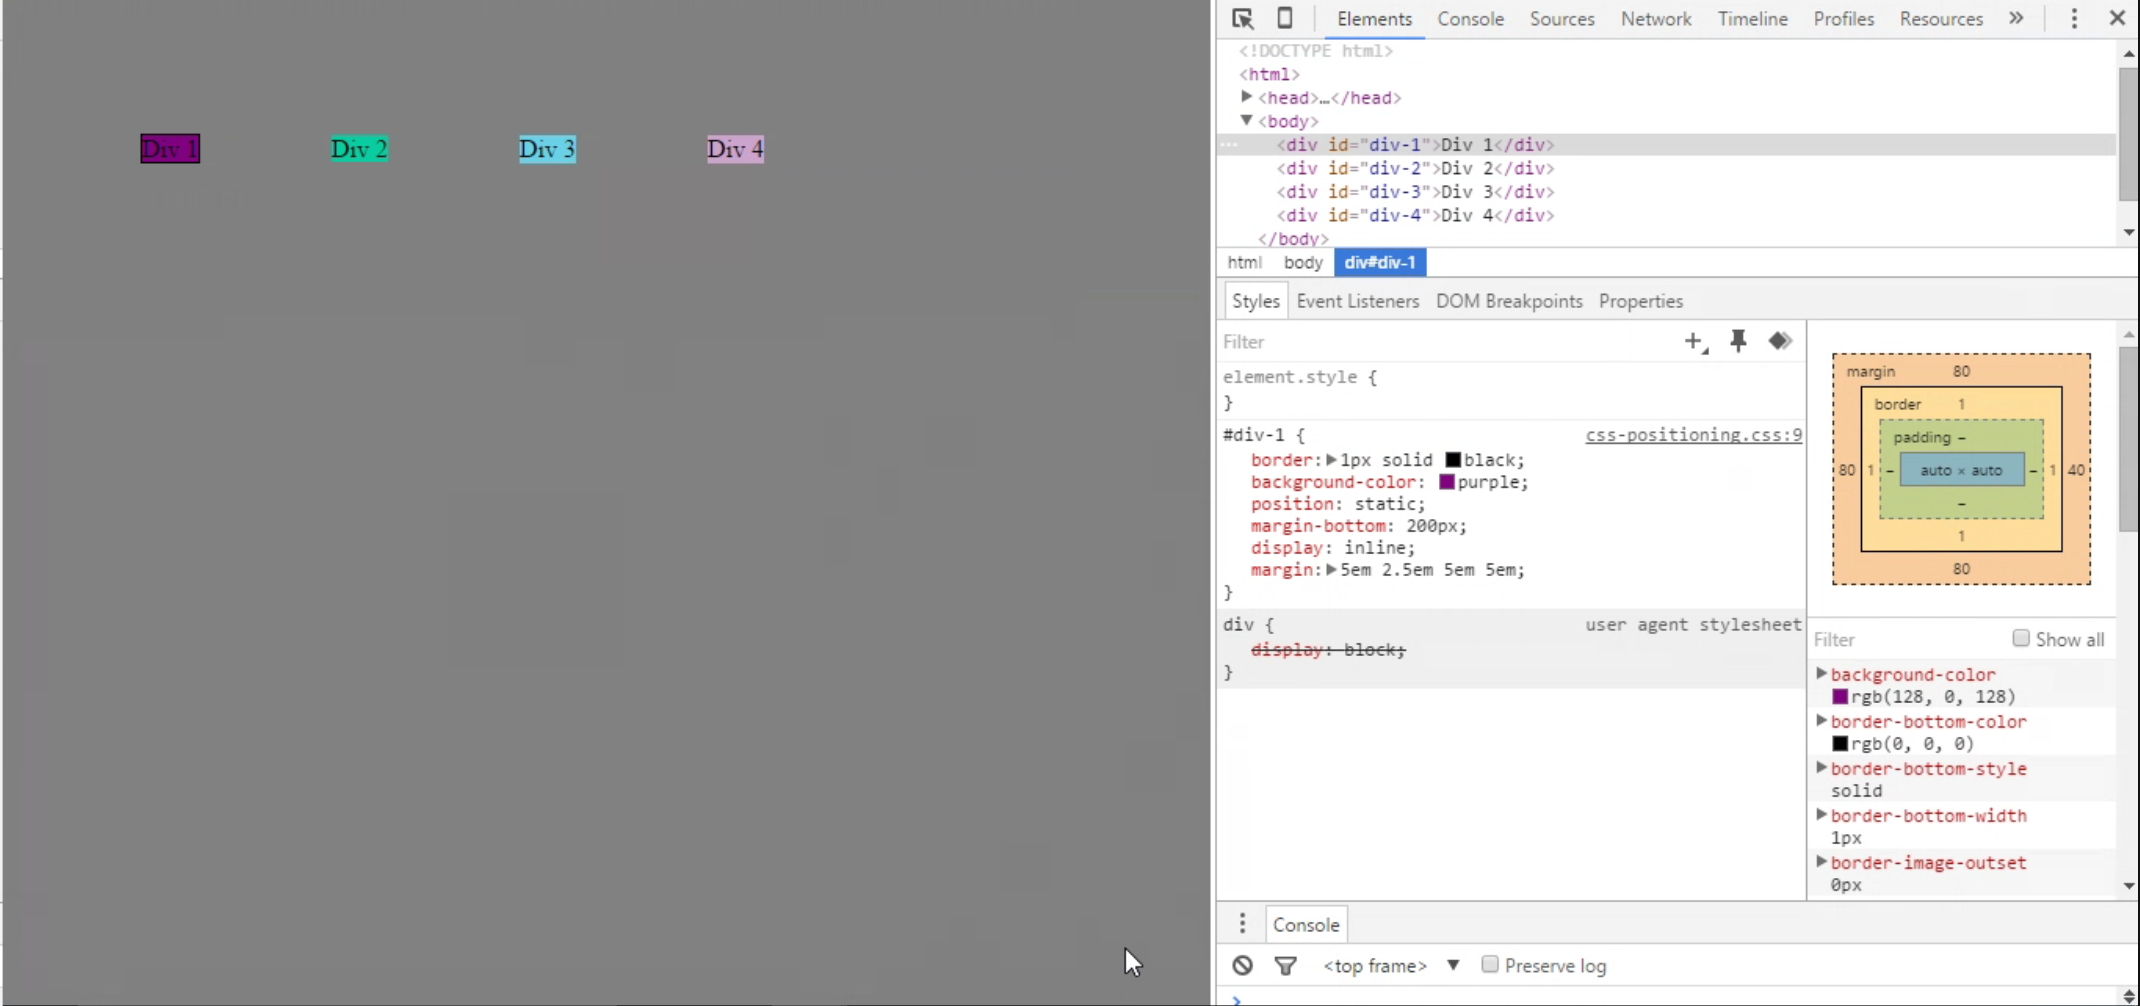 Div 1 Div 2 Div 3 Div 4
Elements Console Sources Network Timeline Profiles Resources »
<!DOCTYPE html>
<html>
<head>…</head>
<body>
<div id="div-1">Div 1</div>
<div id="div-2">Div 2</div>
<div id="div-3">Div 3</div>
<div id="div-4">Div 4</div>
</body>
html body div#div-1
Styles Event Listeners DOM Breakpoints Properties
Filter
element.style {
}
#div-1 { css-positioning.css:9
border: 1px solid black;
background-color: purple;
position: static;
margin-bottom: 200px;
display: inline;
margin: 5em 2.5em 5em 5em;
}
div { user agent stylesheet
display: block;
}
margin 80
border 1
padding –
80 1 – auto × auto – 1 40
–
1
80
Filter Show all
background-color
rgb(128, 0, 128)
border-bottom-color
rgb(0, 0, 0)
border-bottom-style
solid
border-bottom-width
1px
border-image-outset
0px
Console
<top frame> ▼ Preserve log